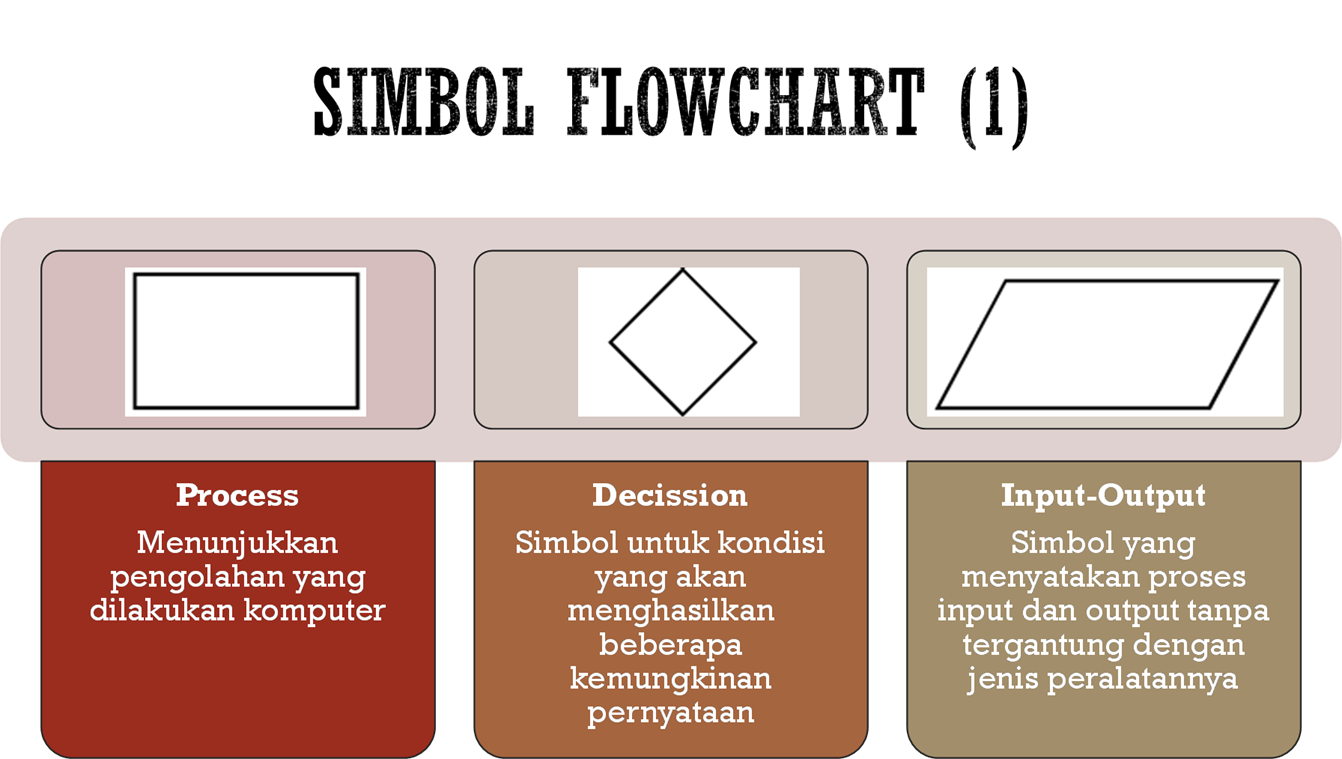 SIMBOL FLOWCHART (1)
Process
Menunjukkan
pengolahan yang
dilakukan komputer
Decission
Simbol untuk kondisi
yang akan
menghasilkan
beberapa
kemungkinan
pernyataan
Input-Output
Simbol yang
menyatakan proses
input dan output tanpa
tergantung dengan
jenis peralatannya